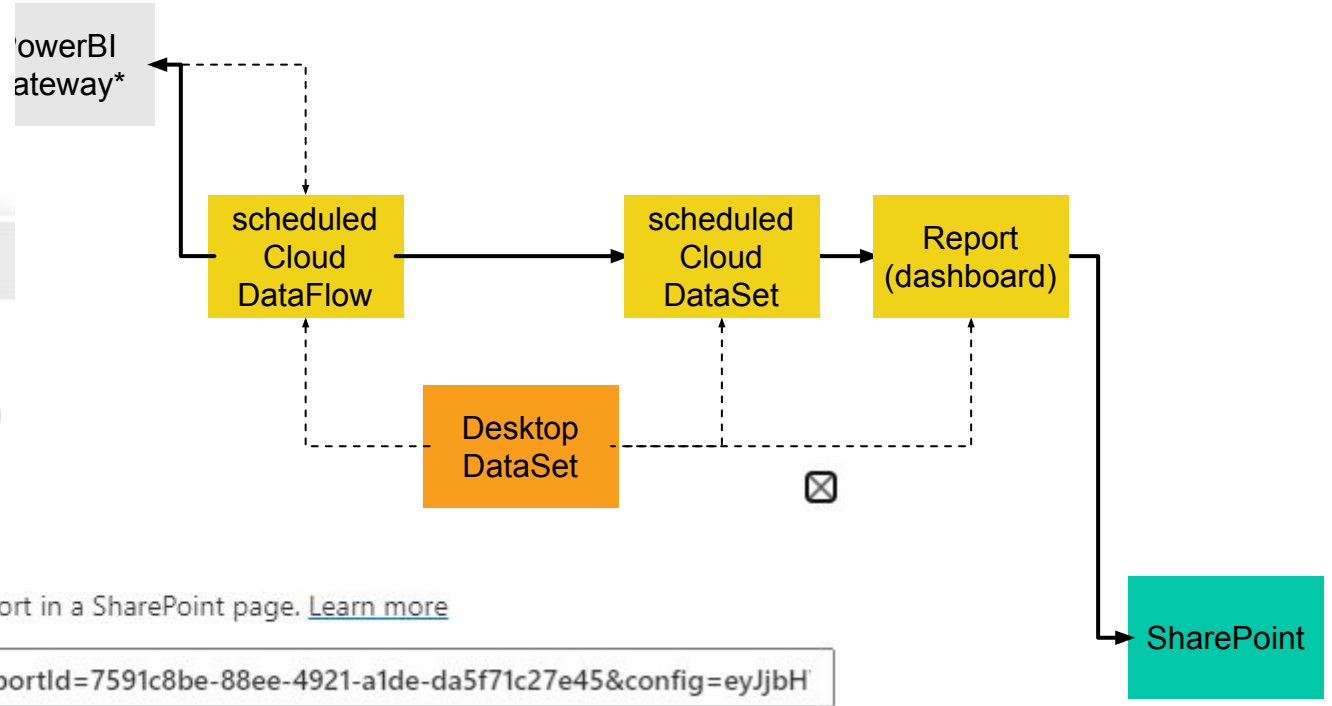 owerBI
ateway*
scheduled
Cloud
DataFlow
scheduled
Cloud
DataSet
Report
(dashboard)
Desktop
DataSet
ort in a SharePoint page. Learn more
SharePoint
portId=7591c8be-88ee-4921-a1de-da5f71c27e45&config=eyJjbH